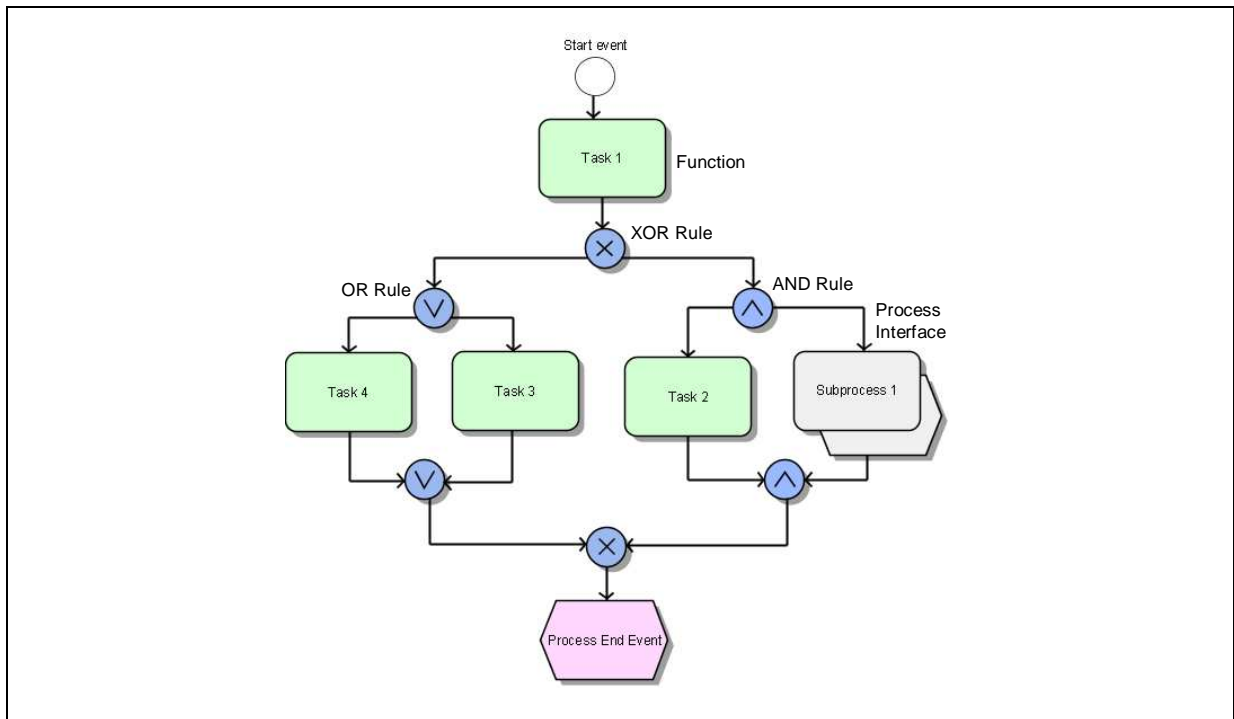 Start event
Task 1
Function
XOR Rule
OR Rule
AND Rule
Process
Interface
Task 4
Task 3
Task 2
Subprocess 1
Process End Event